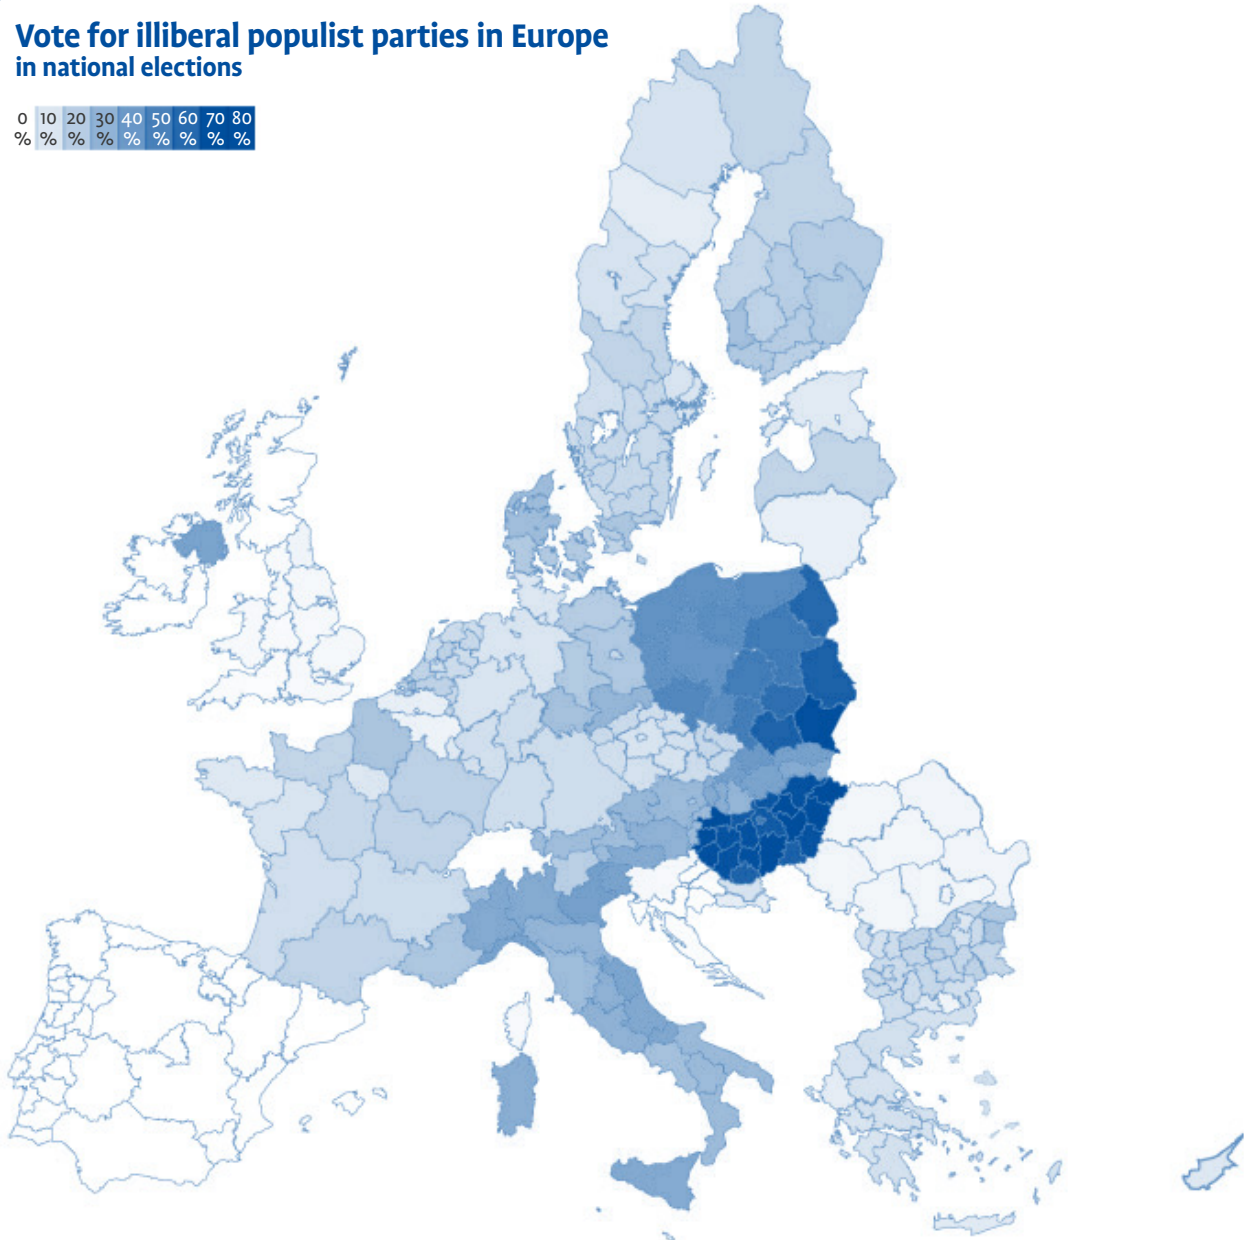 Vote for illiberal populist parties in Europe
in national elections
0 10 20 30 40 50 60 70 80
% % % % % % % % %